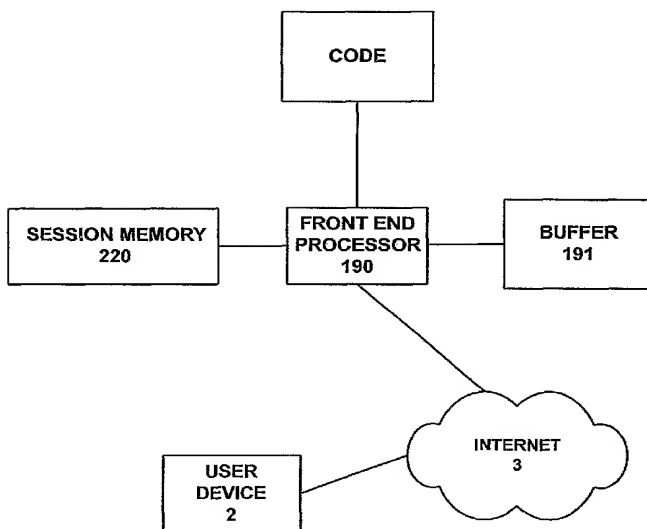 CODE
SESSION MEMORY
220
FRONT END
PROCESSOR
190
BUFFER
191
INTERNET
3
USER
DEVICE
2